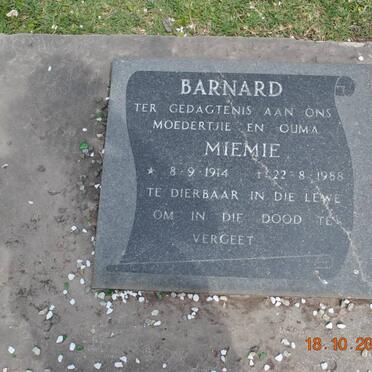 BARNARD
TER GEDAGTENIS AAN ONS
MOEDERTJIE EN OUMA
MIEMIE
* 8-9-1914 †22-8-1988
TE DIERBAAR IN DIE LEWE
OM IN DIE DOOD TE
VERGEET
18.10.20